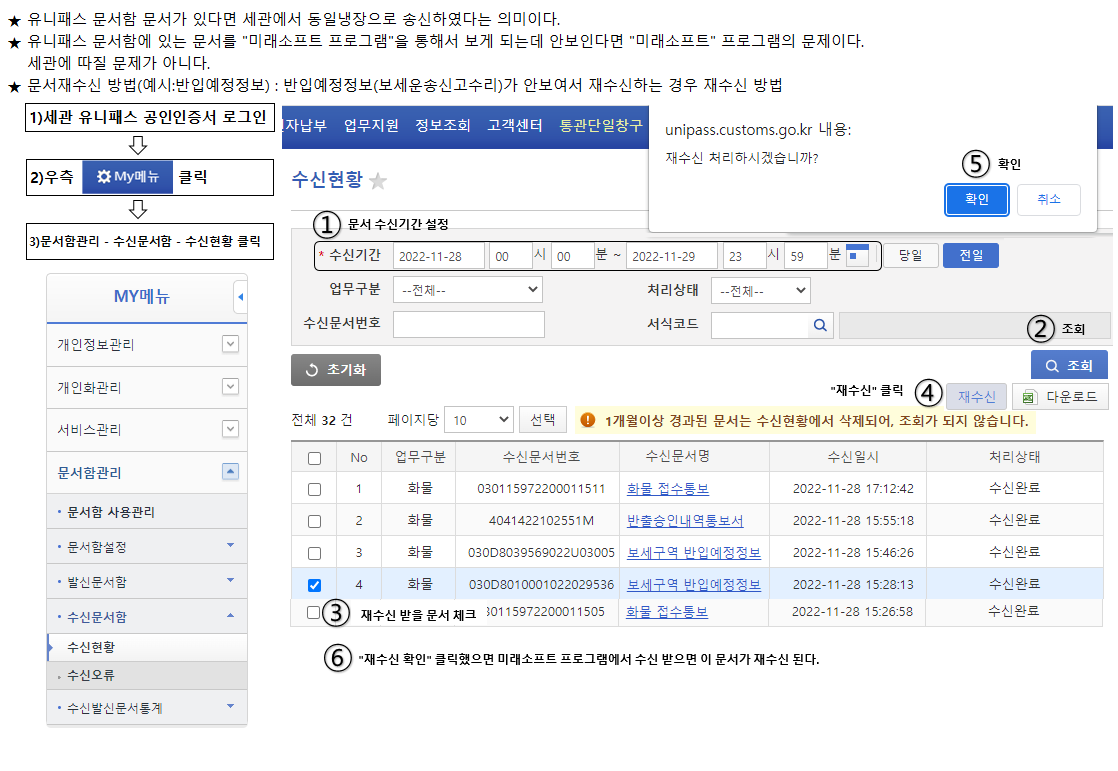 ★ 유니패스 문서함 문서가 있다면 세관에서 동일냉장으로 송신하였다는 의미이다.
★ 유니패스 문서함에 있는 문서를 "미래소프트 프로그램"을 통해서 보게 되는데 안보인다면 "미래소프트" 프로그램의 문제이다.
세관에 따질 문제가 아니다.
★ 문서재수신 방법(예시:반입예정정보) : 반입예정정보(보세운송신고수리)가 안보여서 재수신하는 경우 재수신 방법
1)세관 유니패스 공인인증서 로그인
2)우측 My메뉴 클릭
3)문서함관리 - 수신문서함 - 수신현황 클릭
MY메뉴
개인정보관리
개인화관리
서비스관리
문서함관리
문서함 사용관리
문서함설정
발신문서함
수신문서함
수신현황
수신오류
수신발신문서통계
자납부 업무지원 정보조회 고객센터 통관단일창구
unipass.customs.go.kr 내용:
재수신 처리하시겠습니까?
⑤ 확인
확인 취소
수신현황 ★
① 문서 수신기간 설정
* 수신기간 2022-11-28 00 시 00 분 ~ 2022-11-29 23 시 59 분 당일 전일
업무구분 --전체-- 처리상태 --전체--
수신문서번호 서식코드
② 조회
초기화 조회
"재수신" 클릭 ④ 재수신 다운로드
전체 32 건 페이지당 10 선택 1개월이상 경과된 문서는 수신현황에서 삭제되어, 조회가 되지 않습니다.
No 업무구분 수신문서번호 수신문서명 수신일시 처리상태
1 화물 030115972200011511 화물 접수통보 2022-11-28 17:12:42 수신완료
2 화물 4041422102551M 반출승인내역통보서 2022-11-28 15:55:18 수신완료
3 화물 030D8039569022U03005 보세구역 반입예정정보 2022-11-28 15:46:26 수신완료
4 화물 030D8010001022029536 보세구역 반입예정정보 2022-11-28 15:28:13 수신완료
③ 재수신 받을 문서 체크 30115972200011505 화물 접수통보 2022-11-28 15:26:58 수신완료
⑥ "재수신 확인" 클릭했으면 미래소프트 프로그램에서 수신 받으면 이 문서가 재수신 된다.